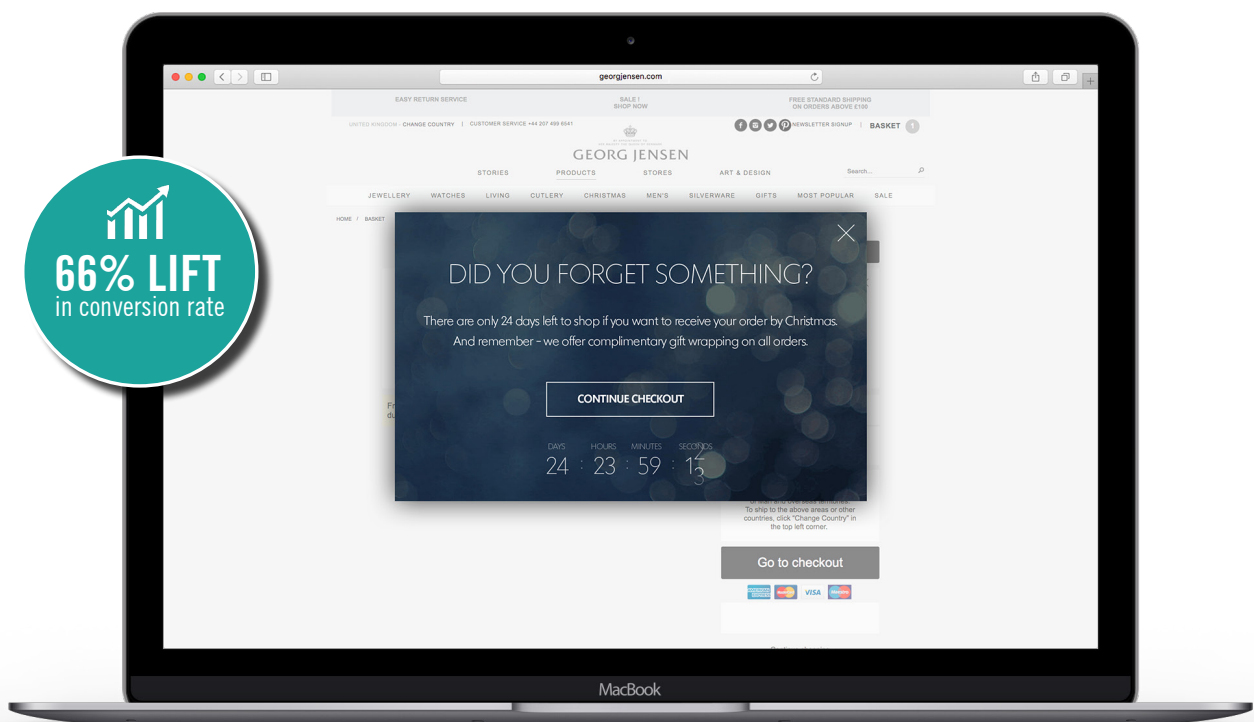 georgjensen.com
EASY RETURN SERVICE
SALE !
SHOP NOW
FREE STANDARD SHIPPING
ON ORDERS ABOVE £100
UNITED KINGDOM - CHANGE COUNTRY | CUSTOMER SERVICE +44 207 499 6541
NEWSLETTER SIGNUP | BASKET 1
GEORG JENSEN
STORIES PRODUCTS STORES ART & DESIGN Search...
JEWELLERY WATCHES LIVING CUTLERY CHRISTMAS MEN'S SILVERWARE GIFTS MOST POPULAR SALE
HOME / BASKET
66% LIFT
in conversion rate
DID YOU FORGET SOMETHING?
There are only 24 days left to shop if you want to receive your order by Christmas.
And remember – we offer complimentary gift wrapping on all orders.
CONTINUE CHECKOUT
DAYS HOURS MINUTES SECONDS
24 : 23 : 59 : 1
To ship to the above areas or other
countries, click "Change Country" in
the top left corner.
Go to checkout
VISA
MacBook